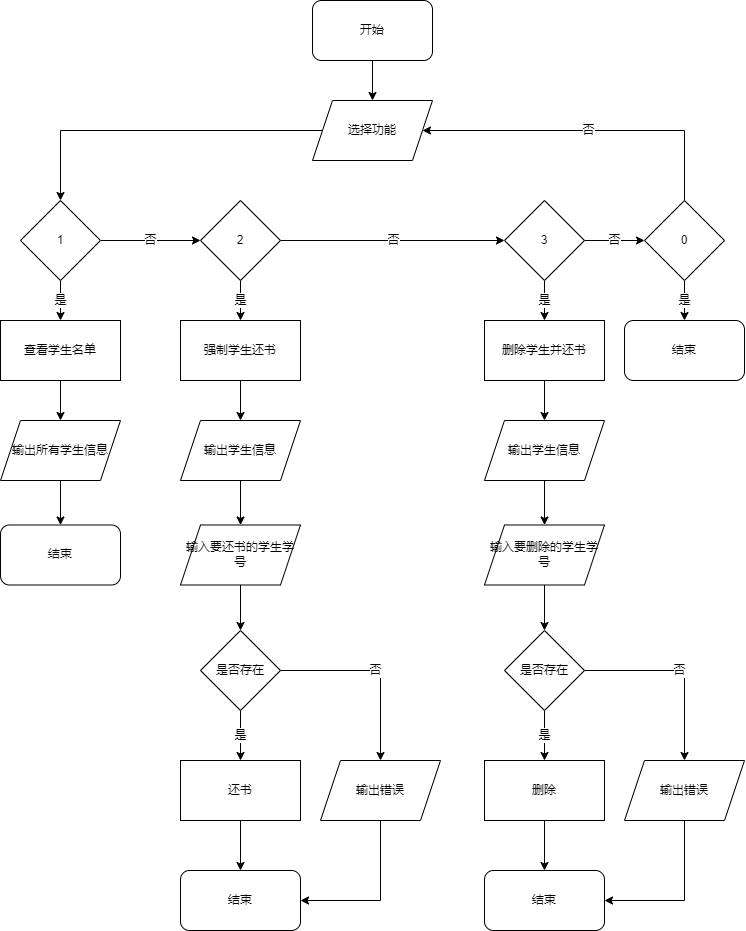 开始
选择功能
否
1
否
2
否
3
否
0
是
是
是
是
查看学生名单
强制学生还书
删除学生并还书
结束
输出所有学生信息
输出学生信息
输出学生信息
结束
输入要还书的学生学
号
输入要删除的学生学
号
是否存在
否
是否存在
否
是
是
还书
输出错误
删除
输出错误
结束
结束